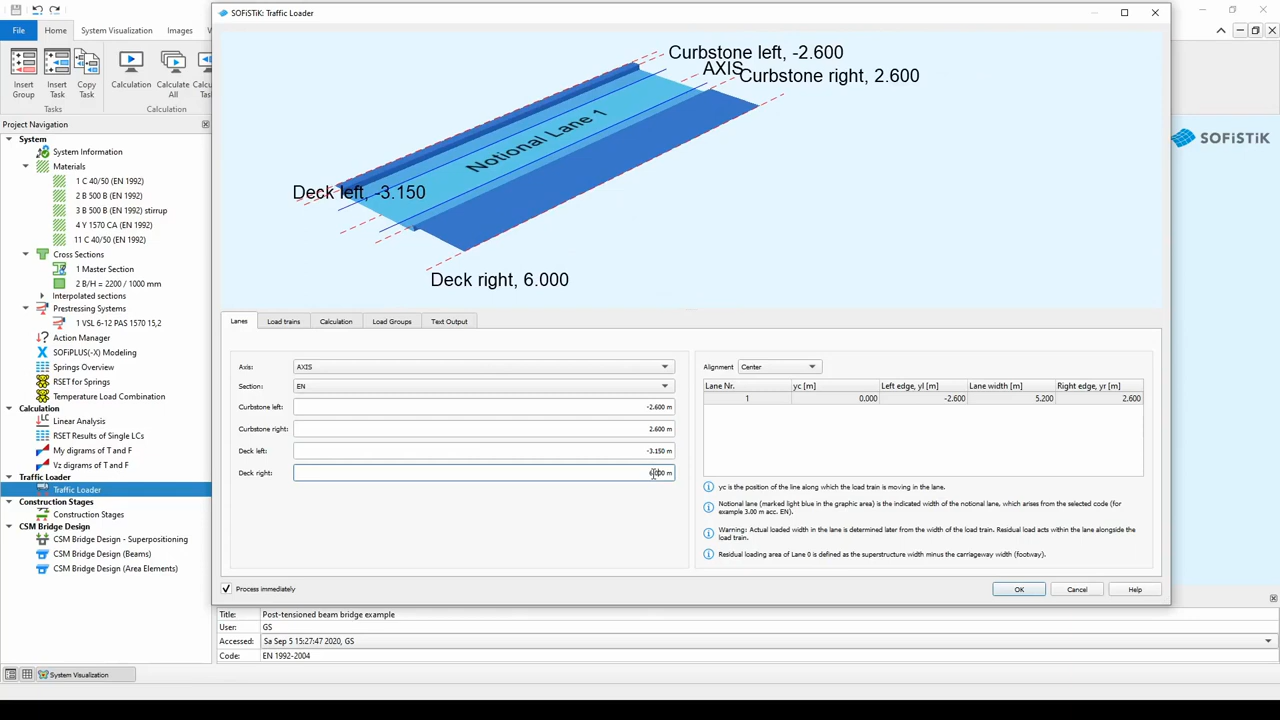 SOFiSTiK: Traffic Loader
File
Home
System Visualization
Images
Insert Group
Insert Task
Copy Task
Calculation
Calculate All
Tasks
Calculation
Project Navigation
System
System Information
Materials
1 C 40/50 (EN 1992)
2 B 500 B (EN 1992)
3 B 500 B (EN 1992) stirrup
4 Y 1570 CA (EN 1992)
11 C 40/50 (EN 1992)
Cross Sections
1 Master Section
2 B/H = 2200 / 1000 mm
Interpolated sections
Prestressing Systems
1 VSL 6-12 PAS 1570 15,2
Action Manager
SOFiPLUS(-X) Modeling
Springs Overview
RSET for Springs
Temperature Load Combination
Calculation
Linear Analysis
RSET Results of Single LCs
My digrams of T and F
Vz digrams of T and F
Traffic Loader
Traffic Loader
Construction Stages
Construction Stages
CSM Bridge Design
CSM Bridge Design - Superpositioning
CSM Bridge Design (Beams)
CSM Bridge Design (Area Elements)
System Visualization
Curbstone left, -2.600
AXIS
Curbstone right, 2.600
Notional Lane 1
Deck left, -3.150
Deck right, 6.000
SOFiSTiK
Lanes
Load trains
Calculation
Load Groups
Text Output
Axis:
AXIS
Section:
EN
Curbstone left:
-2.600 m
Curbstone right:
2.600 m
Deck left:
-3.150 m
Deck right:
6.000 m
Alignment
Center
Lane Nr.
yc [m]
Left edge, yl [m]
Lane width [m]
Right edge, yr [m]
1
0.000
-2.600
5.200
2.600
yc is the position of the line along which the load train is moving in the lane.
Notional lane (marked light blue in the graphic area) is the indicated width of the notional lane, which arises from the selected code (for
example 3.00 m acc. EN).
Warning: Actual loaded width in the lane is determined later from the width of the load train. Residual load acts within the lane alongside the
load train.
Residual loading area of Lane 0 is defined as the superstructure width minus the carriageway width (footway).
Process immediately
OK
Cancel
Help
Title:
Post-tensioned beam bridge example
User:
GS
Accessed:
Sa Sep 5 15:27:47 2020, GS
Code:
EN 1992-2004